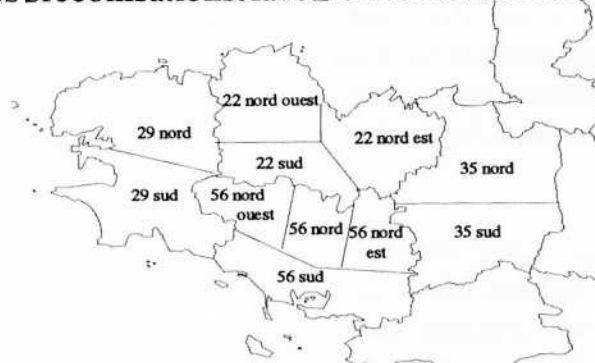 22 nord ouest
29 nord
22 nord est
22 sud
35 nord
29 sud
56 nord
ouest
56 nord
56 nord
est
35 sud
56 sud